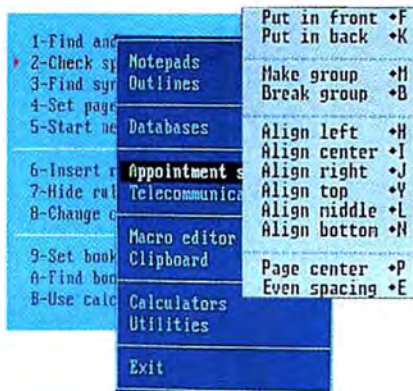 1-Find and
2-Check sp
3-Find syn
4-Set page
5-Start ne
6-Insert r
7-Hide rul
8-Change c
9-Set book
A-Find boo
B-Use calc
Notepads
Outlines
Databases
Appointment s
Telecommunica
Macro editor
Clipboard
Calculators
Utilities
Exit
Put in front ◆F
Put in back ◆K
Make group ◆M
Break group ◆B
Align left ◆H
Align center ◆I
Align right ◆J
Align top ◆Y
Align middle ◆L
Align bottom ◆N
Page center ◆P
Even spacing ◆E